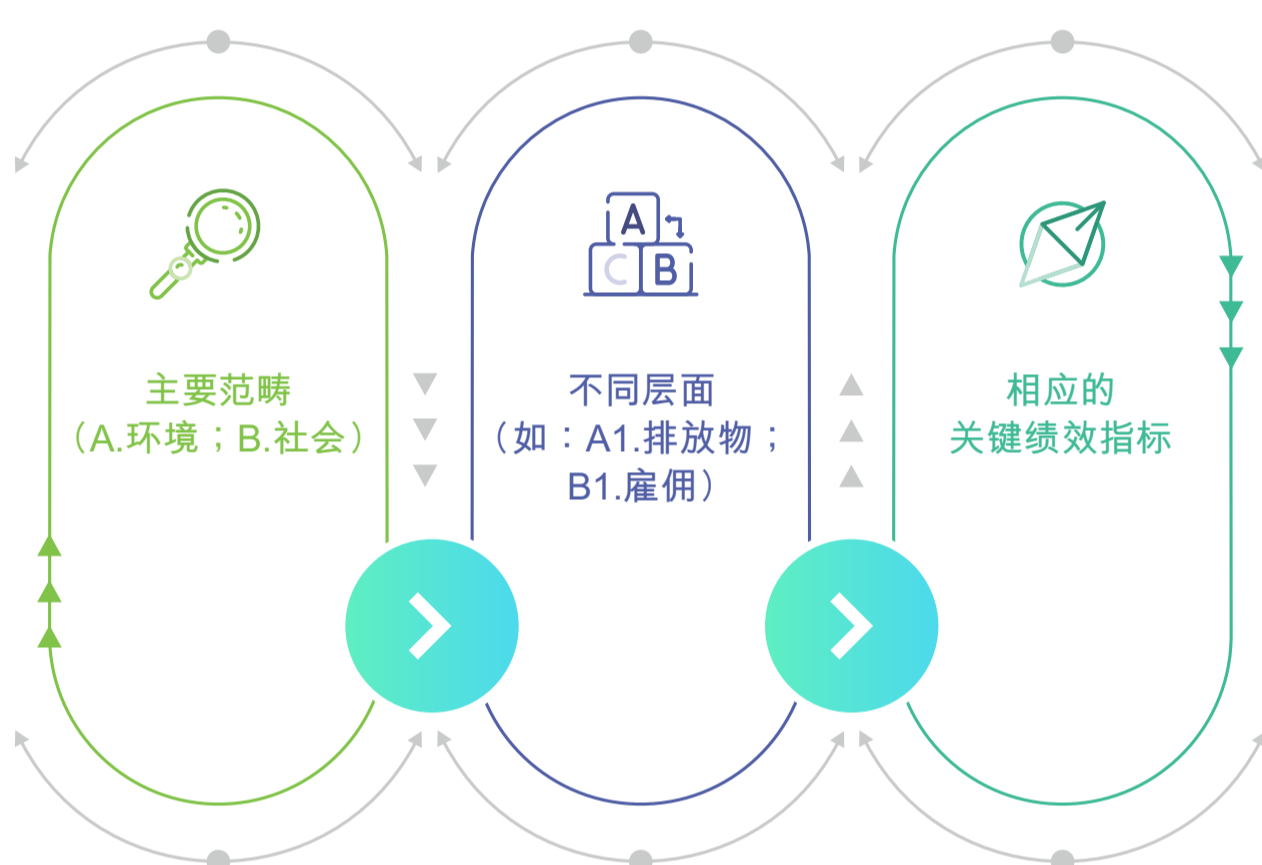 主要范畴
（A.环境；B.社会）
A
C
B
不同层面
（如：A1.排放物；
B1.雇佣）
相应的
关键绩效指标